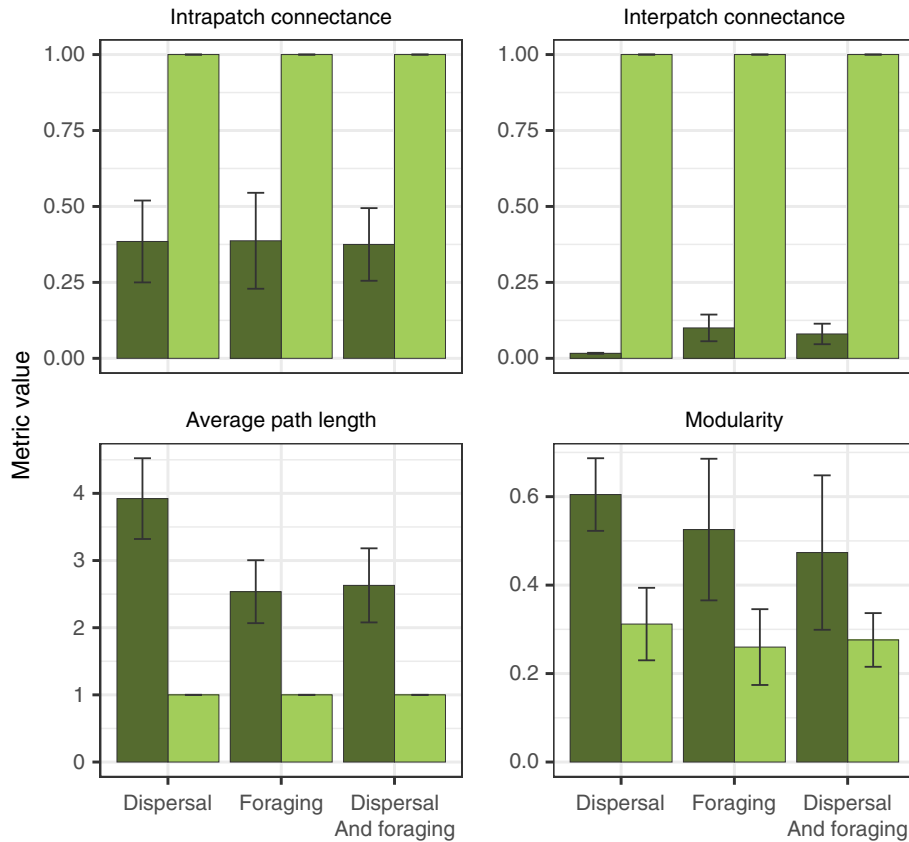 Intrapatch connectance
Interpatch connectance
1.00
0.75
0.50
0.25
0.00
1.00
0.75
0.50
0.25
0.00
Metric value
Average path length
Modularity
4
3
2
1
0
0.6
0.4
0.2
0.0
Dispersal
Foraging
Dispersal
And foraging
Dispersal
Foraging
Dispersal
And foraging